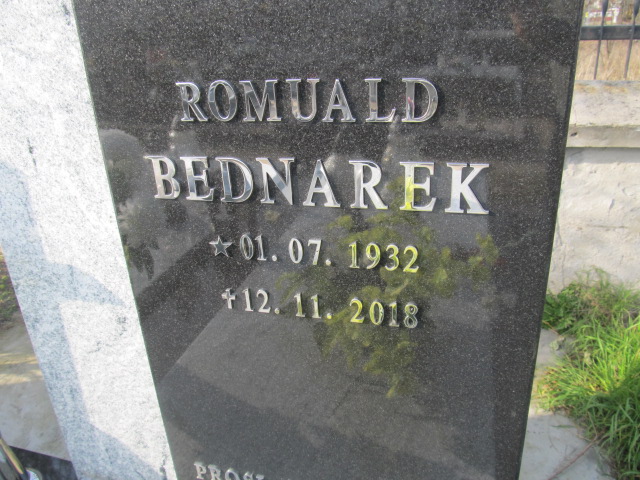 ROMUALD
BEDNAREK
★01. 07. 1932
✝12. 11. 2018